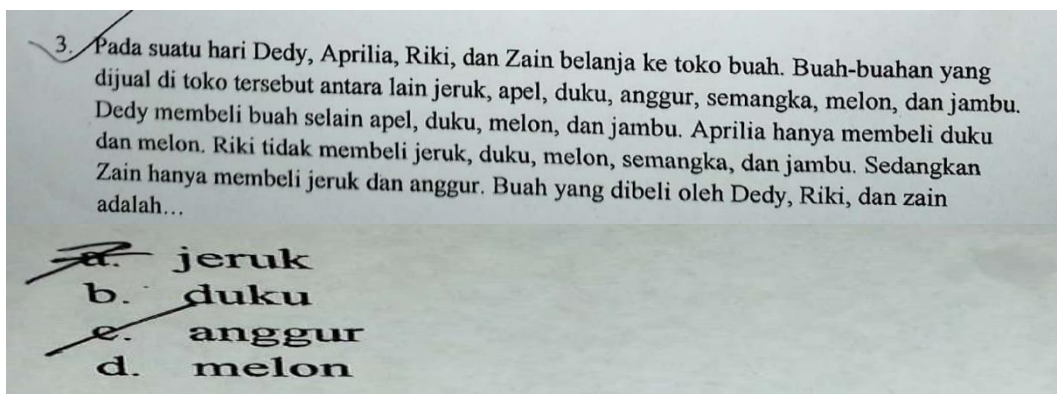 3. Pada suatu hari Dedy, Aprilia, Riki, dan Zain belanja ke toko buah. Buah-buahan yang
dijual di toko tersebut antara lain jeruk, apel, duku, anggur, semangka, melon, dan jambu.
Dedy membeli buah selain apel, duku, melon, dan jambu. Aprilia hanya membeli duku
dan melon. Riki tidak membeli jeruk, duku, melon, semangka, dan jambu. Sedangkan
Zain hanya membeli jeruk dan anggur. Buah yang dibeli oleh Dedy, Riki, dan zain
adalah…
a. jeruk
b. duku
c. anggur
d. melon